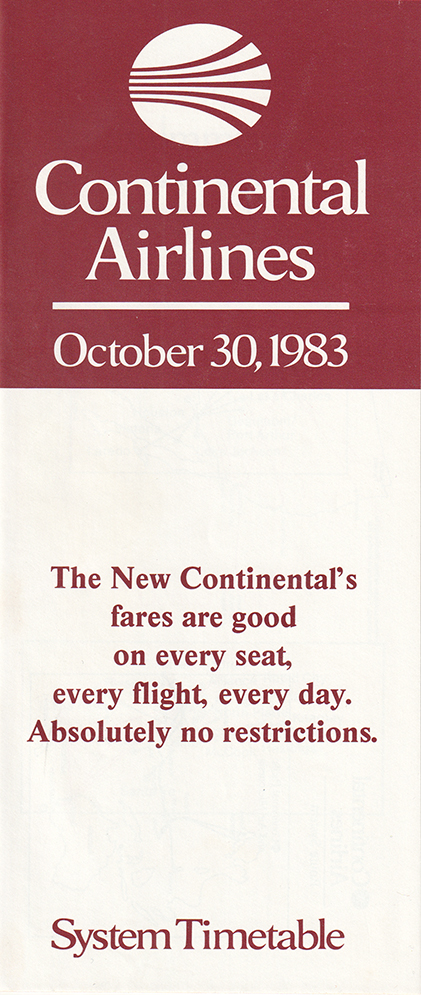 Continental
Airlines
October 30, 1983
The New Continental's
fares are good
on every seat,
every flight, every day.
Absolutely no restrictions.
System Timetable